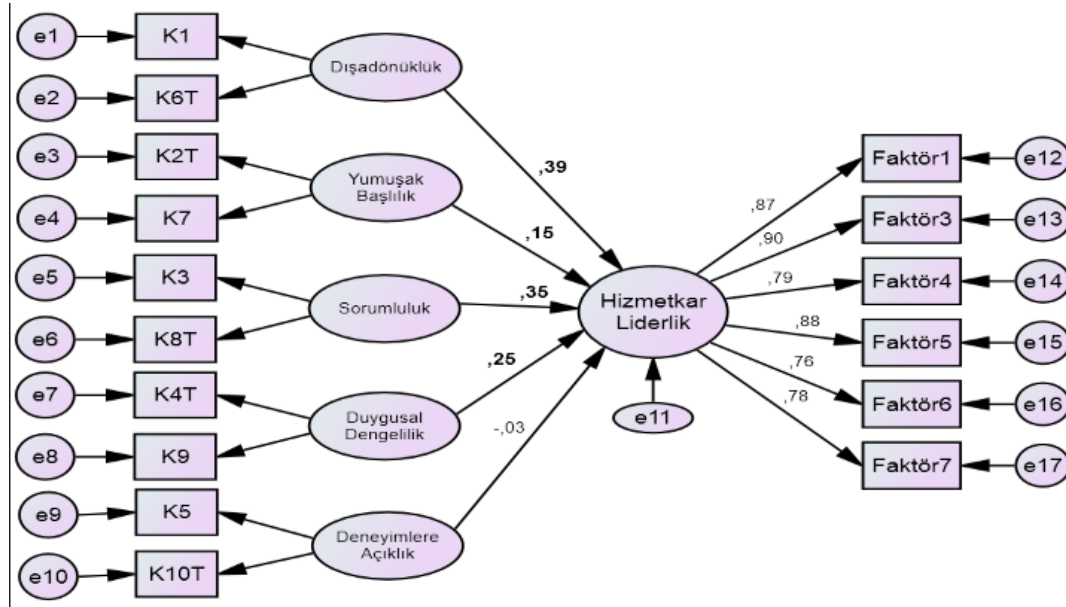 e1
K1
e2
K6T
Dışadönüklük
e3
K2T
e4
K7
Yumuşak
Başlılık
e5
K3
e6
K8T
Sorumluluk
e7
K4T
e8
K9
Duygusal
Dengelilik
e9
K5
e10
K10T
Deneyimlere
Açıklık
,39
,15
,35
,25
-,03
Hizmetkar
Liderlik
e11
,87
,90
,79
,88
,76
,78
Faktör1
e12
Faktör3
e13
Faktör4
e14
Faktör5
e15
Faktör6
e16
Faktör7
e17